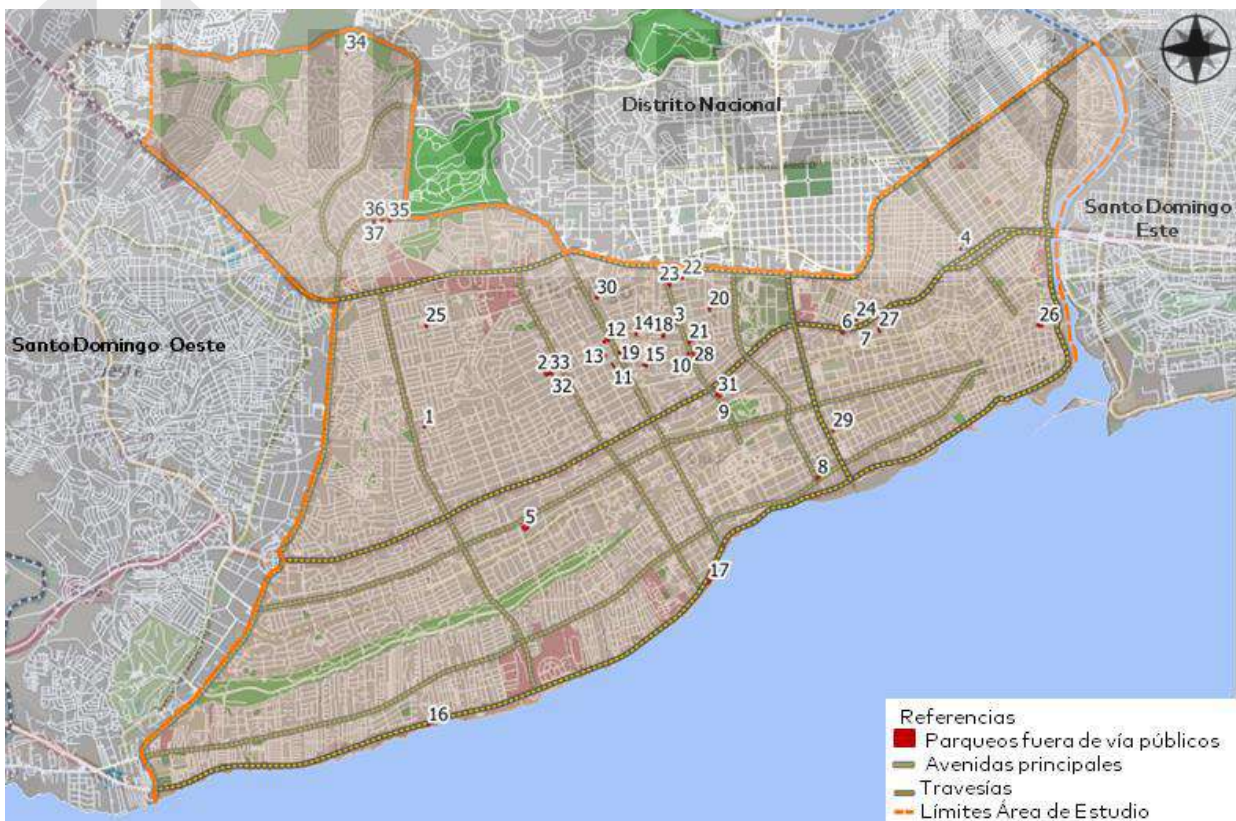 34
Distrito Nacional
36 35
37
Santo Domingo
Este
4
22
23
30
20
25
14 18 3
24
6 27
26
12
21
7
Santo Domingo Oeste
13 19 15 10 28
2 33
11
32
31
1
9
29
8
5
17
16
Referencias
Parqueos fuera de vía públicos
Avenidas principales
Travesías
Límites Área de Estudio